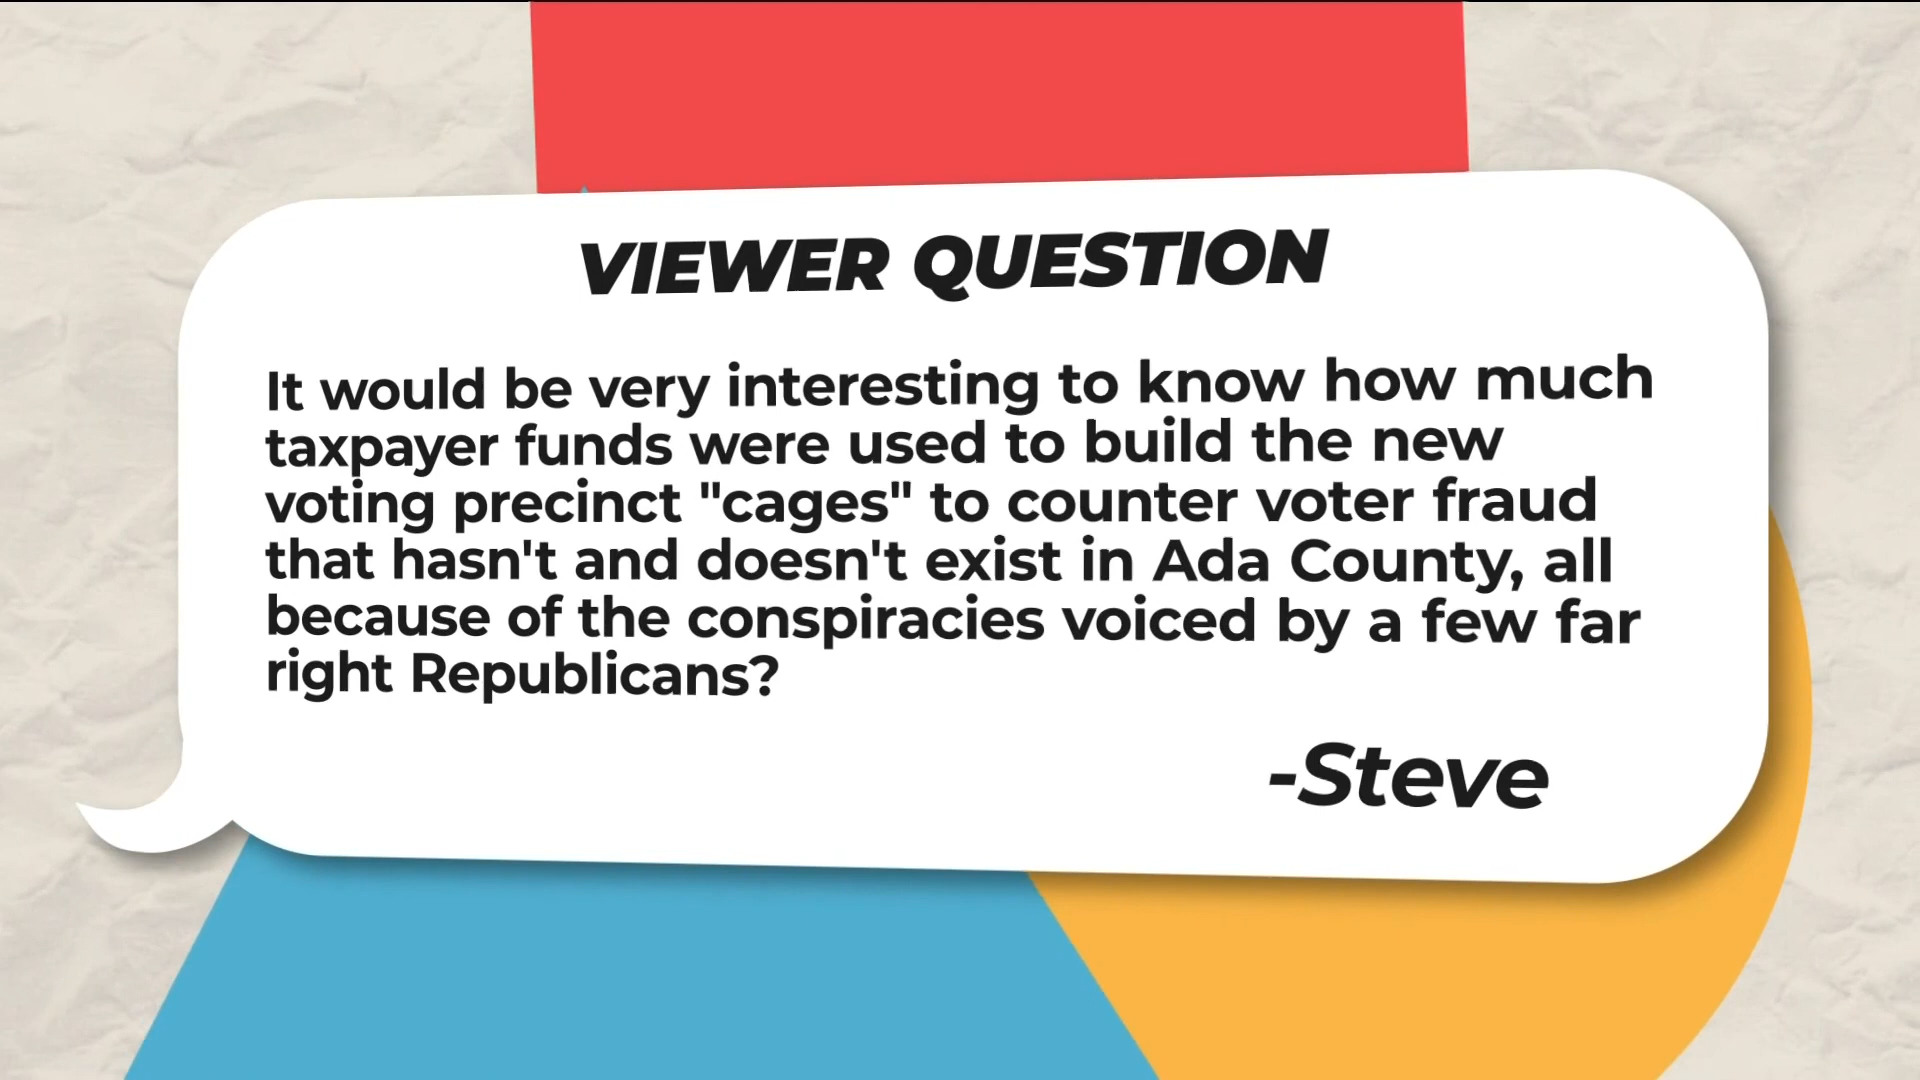 VIEWER QUESTION
It would be very interesting to know how much
taxpayer funds were used to build the new
voting precinct "cages" to counter voter fraud
that hasn't and doesn't exist in Ada County, all
because of the conspiracies voiced by a few far
right Republicans?
-Steve